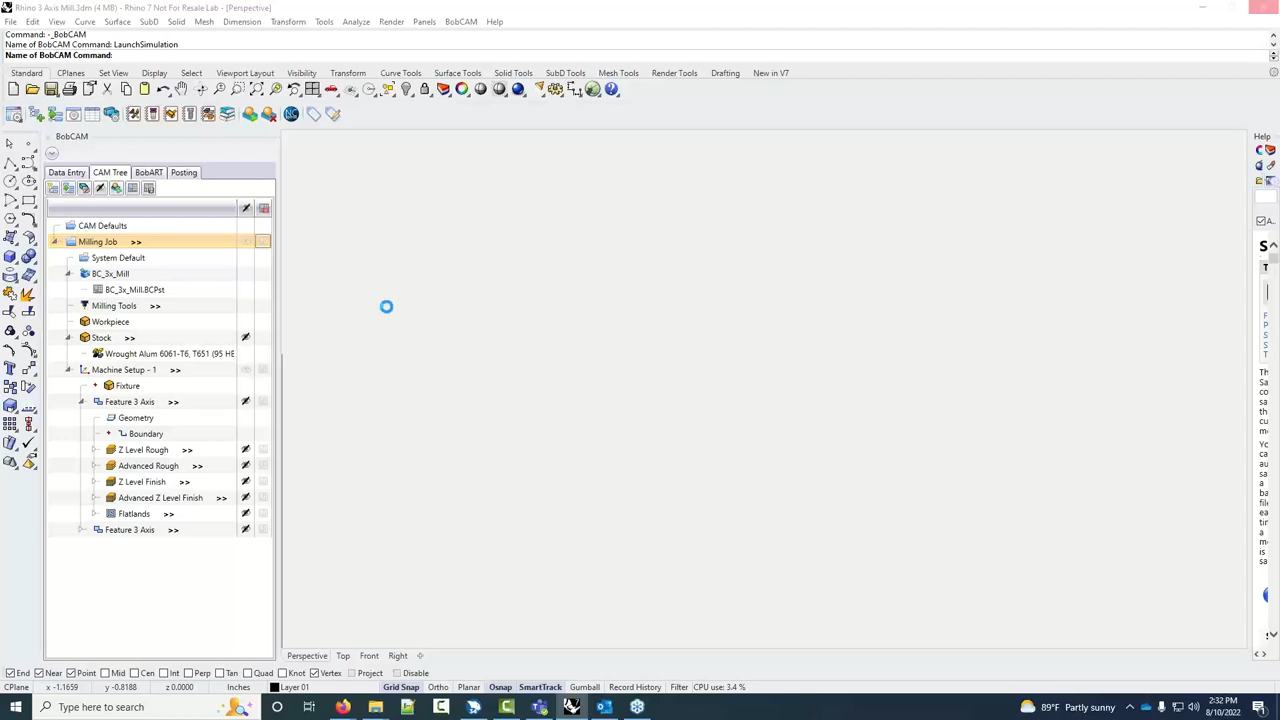 Rhino 3 Axis Mill.3dm (4 MB) - Rhino 7 Not For Resale Lab - [Perspective]
File Edit View Curve Surface SubD Solid Mesh Dimension Transform Tools Analyze Render Panels BobCAM Help
Command: -_BobCAM
Name of BobCAM Command: LaunchSimulation
Name of BobCAM Command:
Standard CPlanes Set View Display Select Viewport Layout Visibility Transform Curve Tools Surface Tools Solid Tools SubD Tools Mesh Tools Render Tools Drafting New in V7
BobCAM
Help
Data Entry CAM Tree BobART Posting
CAM Defaults
Milling Job >>
System Default
BC_3x_Mill
BC_3x_Mill.BCPst
Milling Tools >>
Workpiece
Stock >>
Wrought Alum 6061-T6, T651 (95 HE
Machine Setup - 1 >>
Fixture
Feature 3 Axis >>
Geometry
Boundary
Z Level Rough >>
Advanced Rough >>
Z Level Finish >>
Advanced Z Level Finish >>
Flatlands >>
Feature 3 Axis >>
Perspective Top Front Right
End Near Point Mid Cen Int Perp Tan Quad Knot Vertex Project Disable
CPlane x -1.1659 y -0.8188 z 0.0000 Inches Layer 01 Grid Snap Ortho Planar Osnap SmartTrack Gumball Record History Filter CPU use: 3.4 %
Type here to search
89°F Partly sunny
2:32 PM
8/10/2022